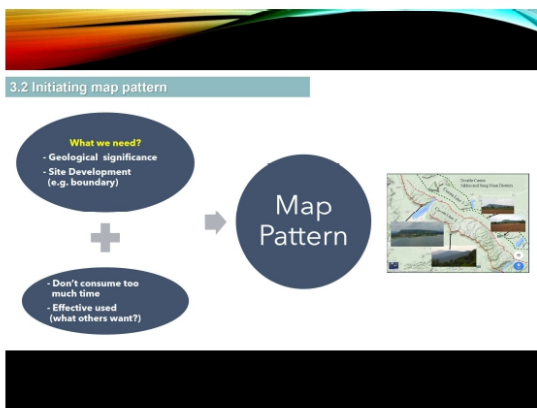 3.2 Initiating map pattern
What we need?
- Geological significance
- Site Development
(e.g. boundary)
- Don't consume too
much time
- Effective used
(what others want?)
Map
Pattern